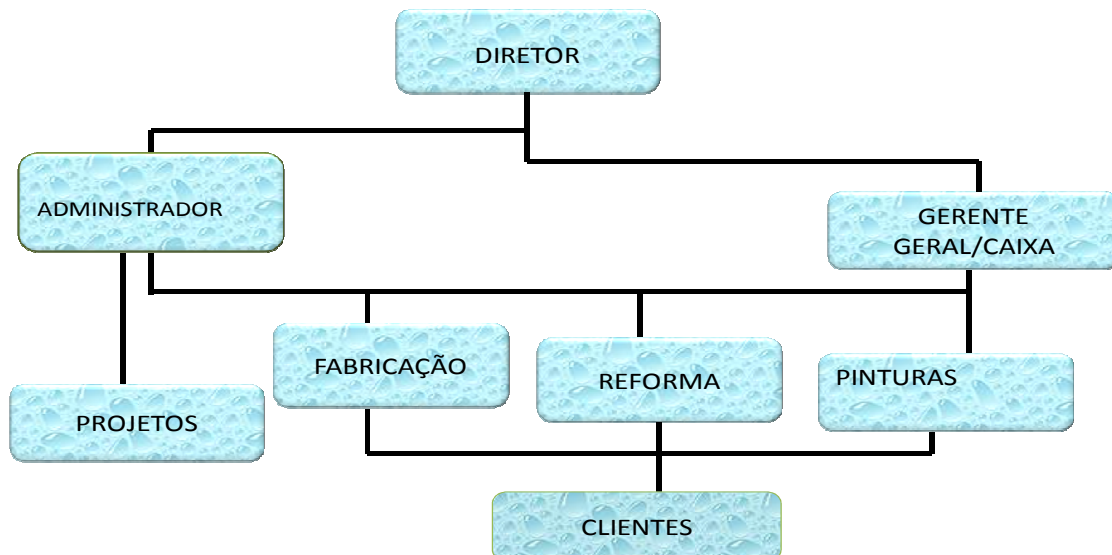 DIRETOR
ADMINISTRADOR
GERENTE
GERAL/CAIXA
FABRICAÇÃO
REFORMA
PINTURAS
PROJETOS
CLIENTES